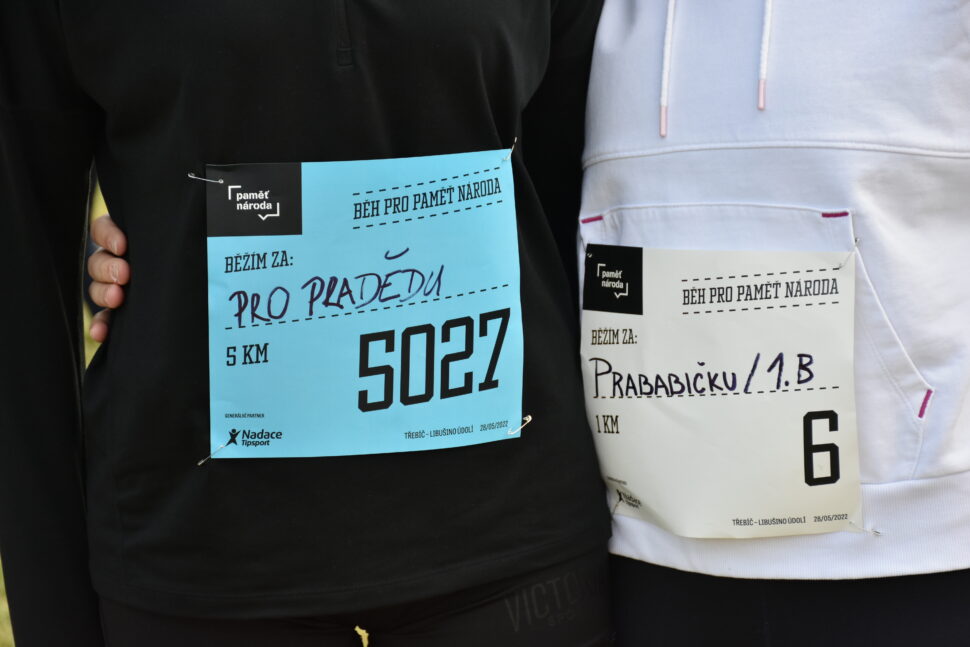 paměť
národa
BĚH PRO PAMĚŤ NÁRODA
BĚŽÍM ZA:
PRO PRADĚDU
5 KM
5027
GENERÁLNÍ PARTNER
Nadace
Tipsport
TŘEBÍČ – LIBUŠINO ÚDOLÍ 28/05/2022
paměť
národa
BĚH PRO PAMĚŤ NÁRODA
BĚŽÍM ZA:
PRABABIČKU / 1. B
1 KM
6
Nadace
Tipsport
TŘEBÍČ – LIBUŠINO ÚDOLÍ 28/05/2022